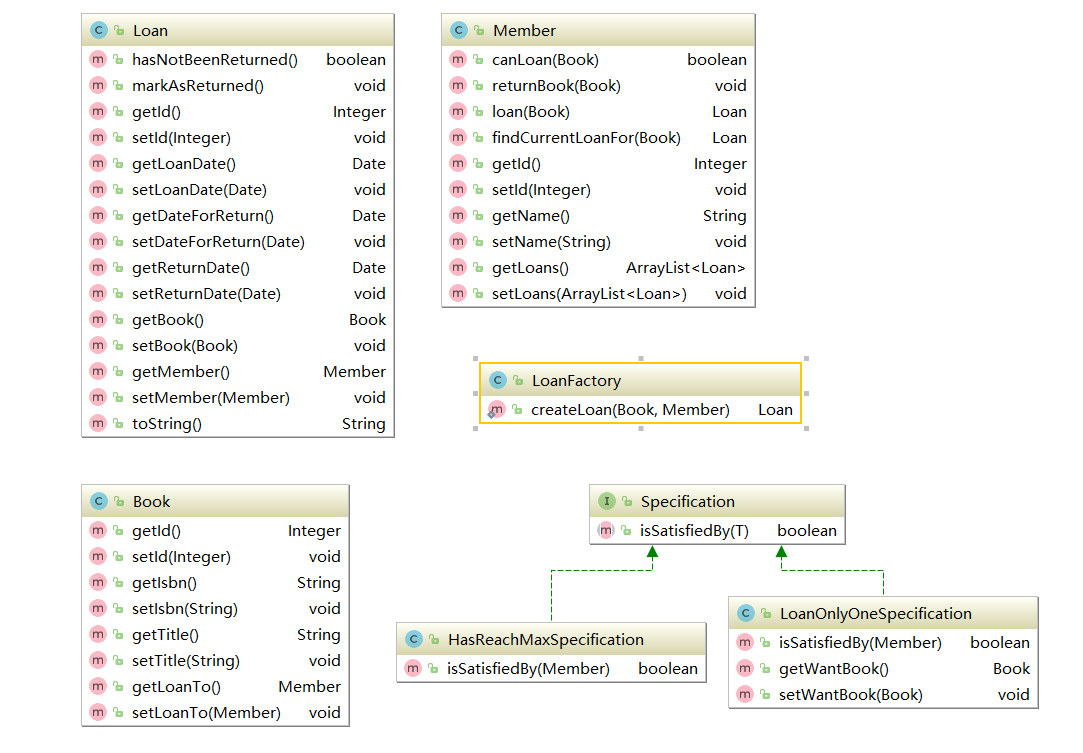 Loan
hasNotBeenReturned() boolean
markAsReturned() void
getId() Integer
setId(Integer) void
getLoanDate() Date
setLoanDate(Date) void
getDateForReturn() Date
setDateForReturn(Date) void
getReturnDate() Date
setReturnDate(Date) void
getBook() Book
setBook(Book) void
getMember() Member
setMember(Member) void
toString() String
Member
canLoan(Book) boolean
returnBook(Book) void
loan(Book) Loan
findCurrentLoanFor(Book) Loan
getId() Integer
setId(Integer) void
getName() String
setName(String) void
getLoans() ArrayList<Loan>
setLoans(ArrayList<Loan>) void
LoanFactory
createLoan(Book, Member) Loan
Book
getId() Integer
setId(Integer) void
getIsbn() String
setIsbn(String) void
getTitle() String
setTitle(String) void
getLoanTo() Member
setLoanTo(Member) void
Specification
isSatisfiedBy(T) boolean
HasReachMaxSpecification
isSatisfiedBy(Member) boolean
LoanOnlyOneSpecification
isSatisfiedBy(Member) boolean
getWantBook() Book
setWantBook(Book) void